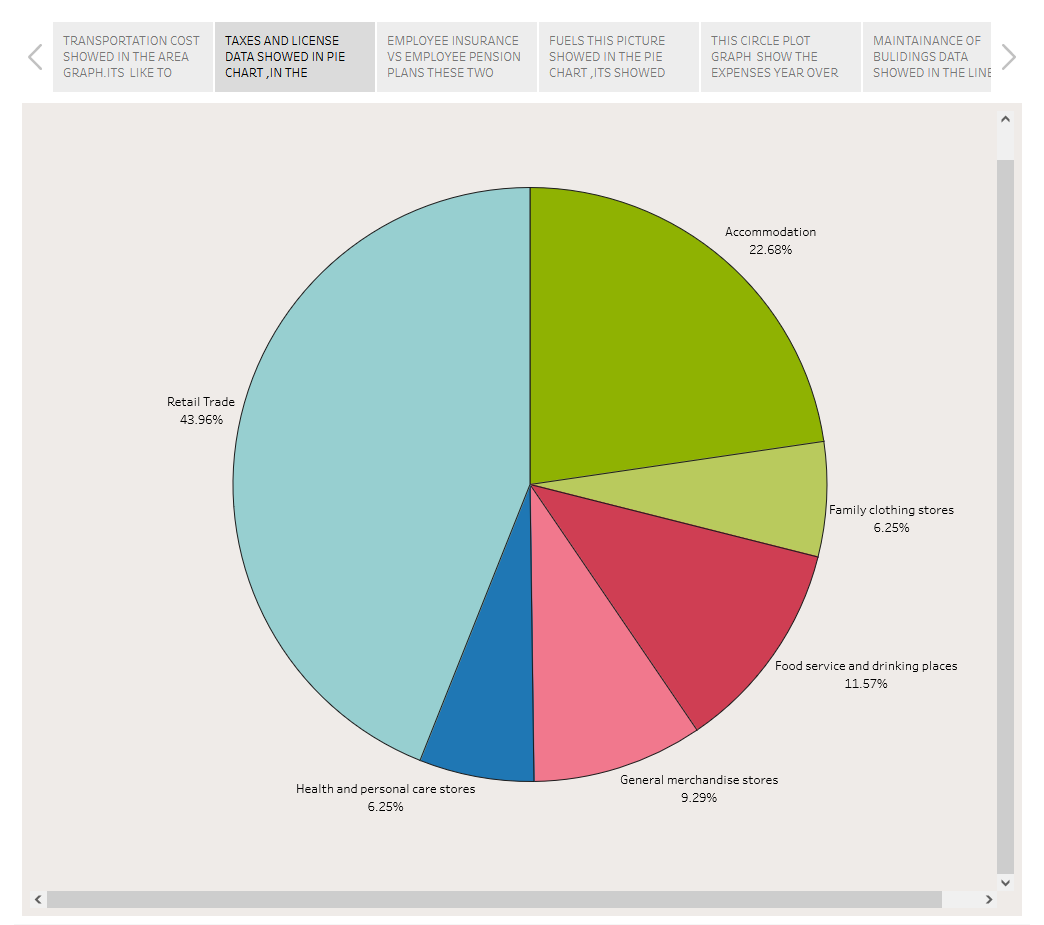 TRANSPORTATION COST
SHOWED IN THE AREA
GRAPH.ITS LIKE TO
TAXES AND LICENSE
DATA SHOWED IN PIE
CHART ,IN THE
EMPLOYEE INSURANCE
VS EMPLOYEE PENSION
PLANS THESE TWO
FUELS THIS PICTURE
SHOWED IN THE PIE
CHART ,ITS SHOWED
THIS CIRCLE PLOT
GRAPH SHOW THE
EXPENSES YEAR OVER
MAINTAINANCE OF
BULIDINGS DATA
SHOWED IN THE LINE
Accommodation
22.68%
Retail Trade
43.96%
Family clothing stores
6.25%
Food service and drinking places
11.57%
General merchandise stores
9.29%
Health and personal care stores
6.25%